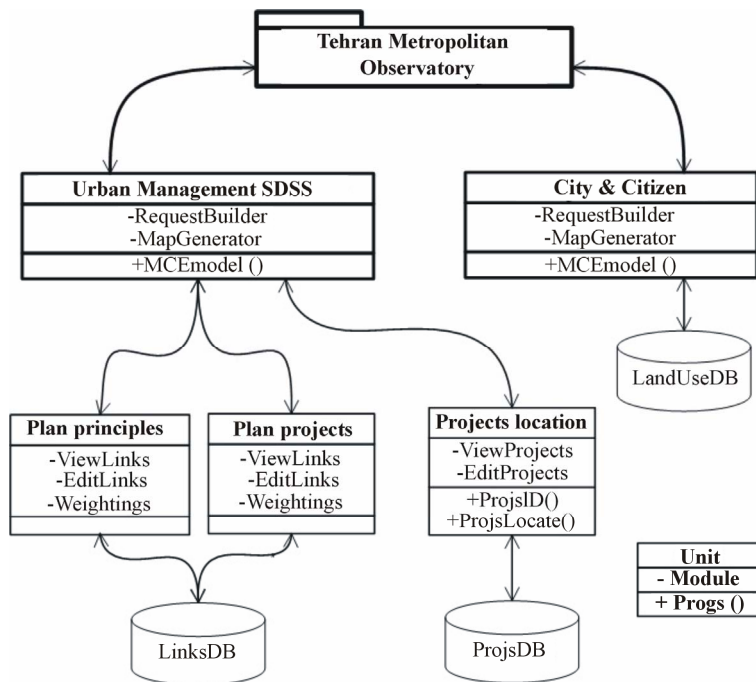 Tehran Metropolitan
Observatory
Urban Management SDSS
-RequestBuilder
-MapGenerator
+MCEmodel ()
City & Citizen
-RequestBuilder
-MapGenerator
+MCEmodel ()
LandUseDB
Plan principles
-ViewLinks
-EditLinks
-Weightings
Plan projects
-ViewLinks
-EditLinks
-Weightings
Projects location
-ViewProjects
-EditProjects
+ProjsID()
+ProjsLocate()
Unit
- Module
+ Progs ()
LinksDB
ProjsDB